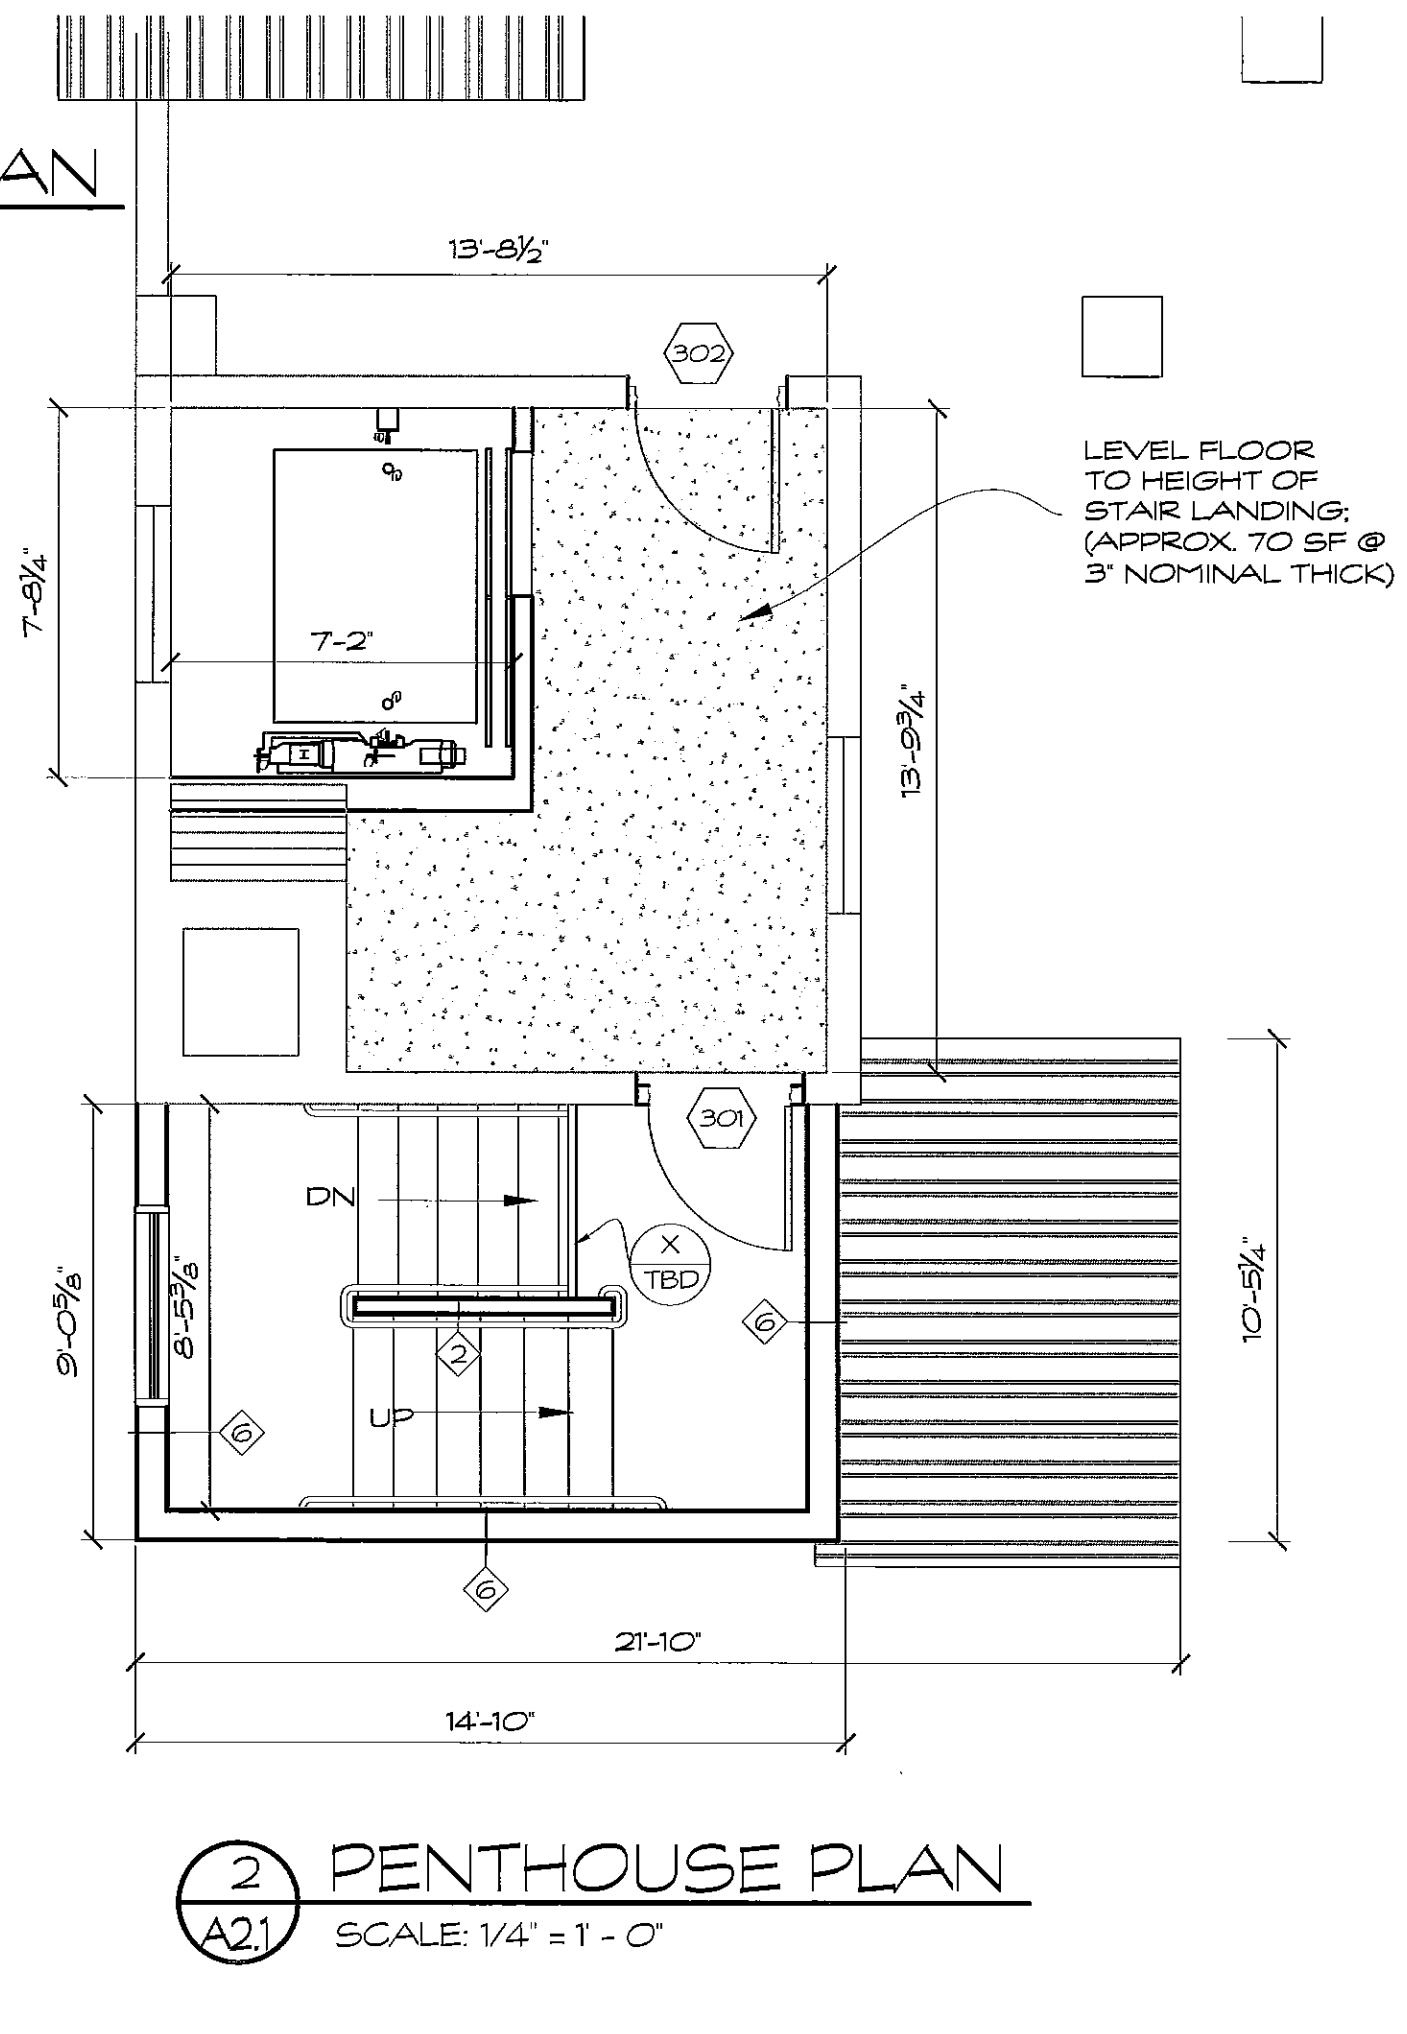 AN
13'-8½"
302
LEVEL FLOOR
TO HEIGHT OF
STAIR LANDING;
(APPROX. 70 SF @
3" NOMINAL THICK)
7'-8¼"
7'-2"
13'-9¾"
301
DN
X
TBD
9'-0⅝"
8'-5⅜"
10'-5¼"
6
2
UP
6
6
21'-10"
14'-10"
2
A2.1
PENTHOUSE PLAN
SCALE: 1/4" = 1' - 0"